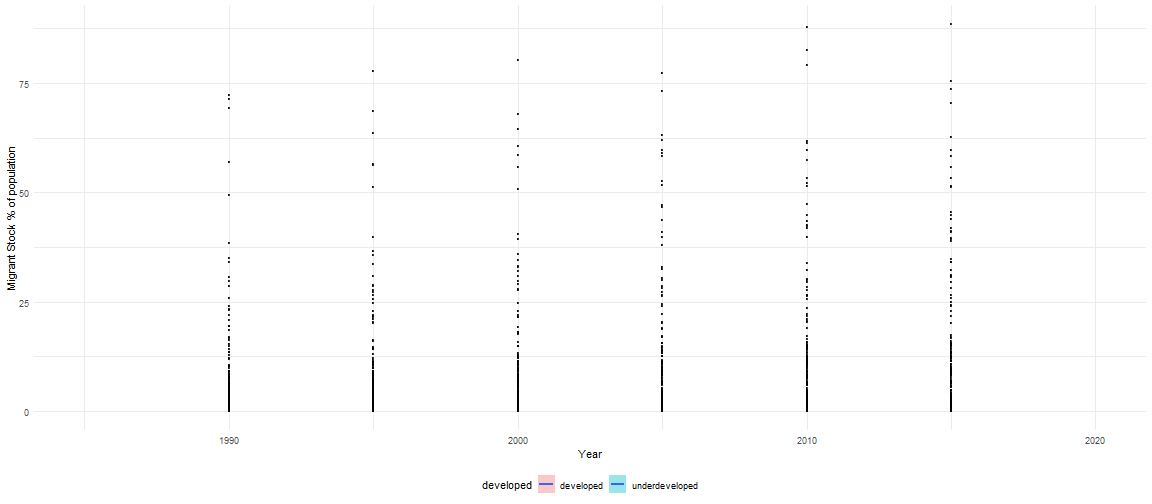 Migrant Stock % of population
75
50
25
0
1990
2000
2010
2020
Year
developed
developed
underdeveloped